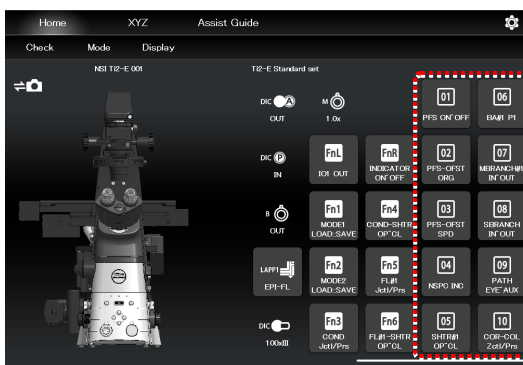 Home XYZ Assist Guide
Check Mode Display
NSI Ti2-E 001
Ti2-E Standard set
DIC A
OUT
M
1.0x
01
PFS ON⁻OFF
06
BA#1 P1
DIC P
IN
FnL
IO1 OUT
FnR
INDICATOR
ON⁻OFF
02
PFS-OFST
ORG
07
MBRANCH#1
IN⁻OUT
B
OUT
Fn1
MODE1
LOAD:SAVE
Fn4
COND-SHTR
OP⁻CL
03
PFS-OFST
SPD
08
SBRANCH
IN⁻OUT
LAPP1
EPI-FL
Fn2
MODE2
LOAD:SAVE
Fn5
FL#1
Jctl/Prs
04
NSPC INC
09
PATH
EYE⁻AUX
DIC
100xIII
Fn3
COND
Jctl/Prs
Fn6
FL#1-SHTR
OP⁻CL
05
SHTR#1
OP⁻CL
10
COR-COL
Zctl/Prs